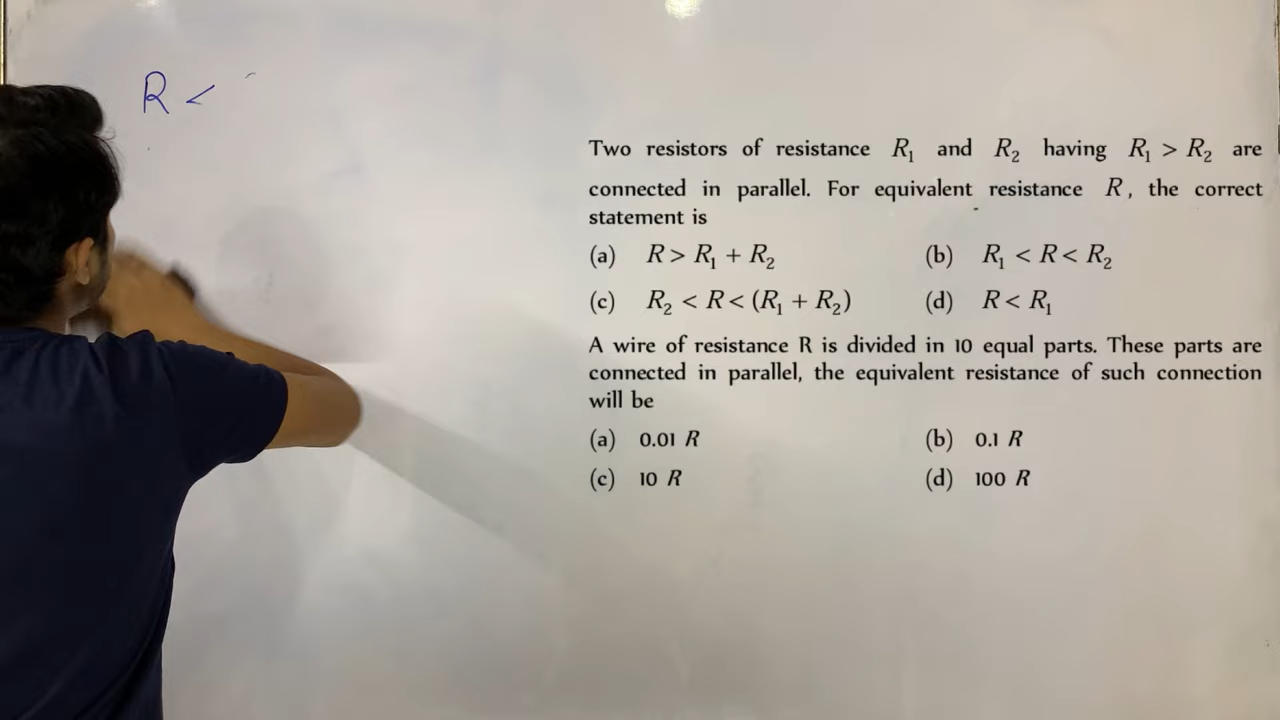 R <
Two resistors of resistance R₁ and R₂ having R₁ > R₂ are
connected in parallel. For equivalent resistance R, the correct
statement is
(a) R > R₁ + R₂ (b) R₁ < R < R₂
(c) R₂ < R < (R₁ + R₂) (d) R < R₁
A wire of resistance R is divided in 10 equal parts. These parts are
connected in parallel, the equivalent resistance of such connection
will be
(a) 0.01 R (b) 0.1 R
(c) 10 R (d) 100 R